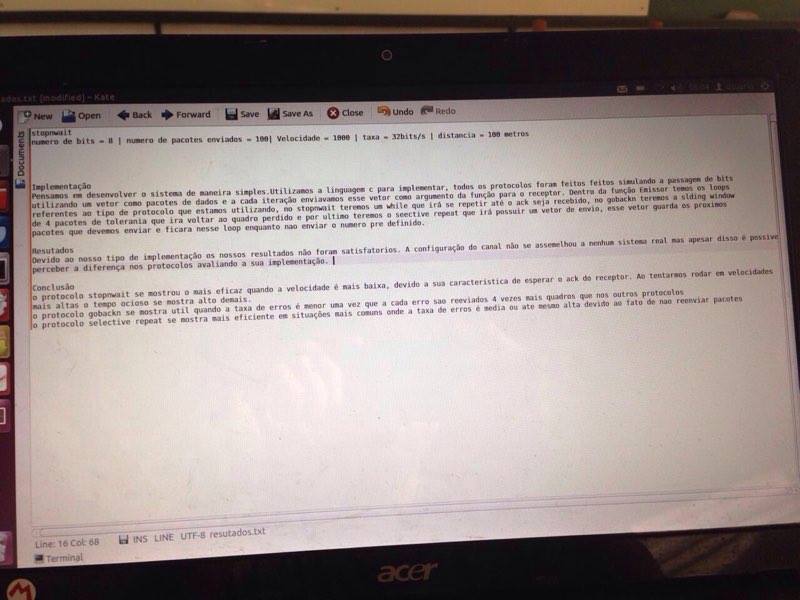 ados.txt [modified] – Kate
New Open Back Forward Save Save As Close Undo Redo
Documents
stopnwait
numero de bits = 8 | numero de pacotes enviados = 100| Velocidade = 1000 | taxa = 32bits/s | distancia = 100 metros
Implementação
Pensamos em desenvolver o sistema de maneira simples.Utilizamos a linguagem c para implementar, todos os protocolos foram feitos feitos simulando a passagem de bits
utilizando um vetor como pacotes de dados e a cada iteração enviavamos esse vetor como argumento da função para o receptor. Dentro da função Emissor temos os loops
referentes ao tipo de protocolo que estamos utilizando, no stopnwait teremos um while que irá se repetir até o ack seja recebido, no gobackn teremos a slding window
de 4 pacotes de tolerania que ira voltar ao quadro perdido e por ultimo teremos o seective repeat que irá possuir um vetor de envio, esse vetor guarda os proximos
pacotes que devemos enviar e ficara nesse loop enquanto nao enviar o numero pre definido.
Resutados
Devido ao nosso tipo de implementação os nossos resultados não foram satisfatorios. A configuração do canal não se assemelhou a nenhum sistema real mas apesar disso é possive
perceber a diferença nos protocolos avaliando a sua implementação.
Conclusão
o protocolo stopnwait se mostrou o mais eficaz quando a velocidade é mais baixa, devido a sua caracteristica de esperar o ack do receptor. Ao tentarmos rodar em velocidades
mais altas o tempo ocioso se mostra alto demais.
o protocolo gobackn se mostra util quando a taxa de erros é menor uma vez que a cada erro sao reeviados 4 vezes mais quadros que nos outros protocolos
o protocolo selective repeat se mostra mais eficiente em situações mais comuns onde a taxa de erros é media ou ate mesmo alta devido ao fato de nao reenviar pacotes
Line: 16 Col: 68 INS LINE UTF-8 resutados.txt
Terminal
acer